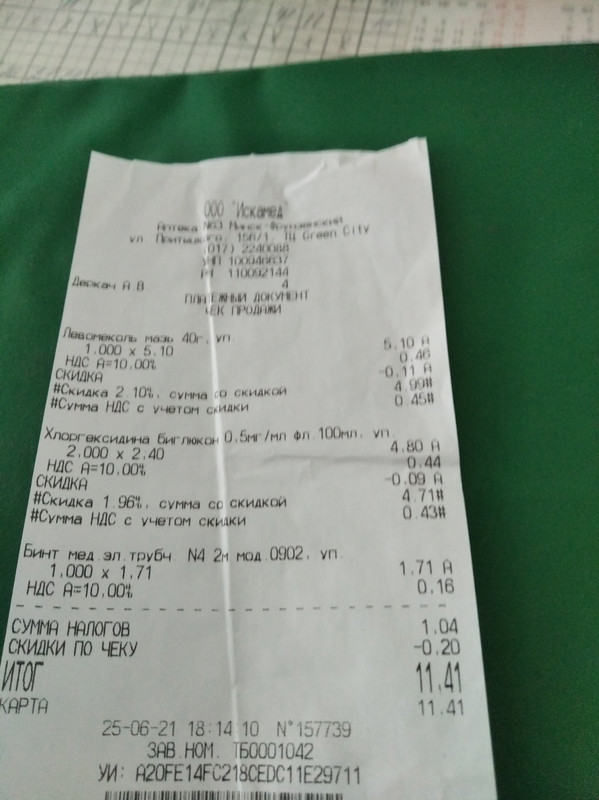 ООО "Искамед"
Аптека №63 Минск-Фрунзенский
ул. Притыцкого, 156/1, ТЦ Green City
(017) 2240088
УНП 100948637
РН 110092144
Деркач А.В. 4
ПЛАТЕЖНЫЙ ДОКУМЕНТ
ЧЕК ПРОДАЖИ
Левомеколь мазь 40г, уп.
1,000 x 5,10 5,10 А
НДС А=10,00% 0,46
СКИДКА -0,11 А
#Скидка 2,10%, сумма со скидкой 4,99#
#Сумма НДС с учетом скидки 0,45#
Хлоргексидина биглюкон 0,5мг/мл фл.100мл, уп.
2,000 x 2,40 4,80 А
НДС А=10,00% 0,44
СКИДКА -0,09 А
#Скидка 1,96%, сумма со скидкой 4,71#
#Сумма НДС с учетом скидки 0,43#
Бинт мед.эл.трубч. N4 2м мод.0902, уп.
1,000 x 1,71 1,71 А
НДС А=10,00% 0,16
СУММА НАЛОГОВ 1,04
СКИДКИ ПО ЧЕКУ -0,20
ИТОГ 11,41
КАРТА 11,41
25-06-21 18:14:10 N°157739
ЗАВ.НОМ. ТБ0001042
УИ: A20FE14FC218CEDC11E29711